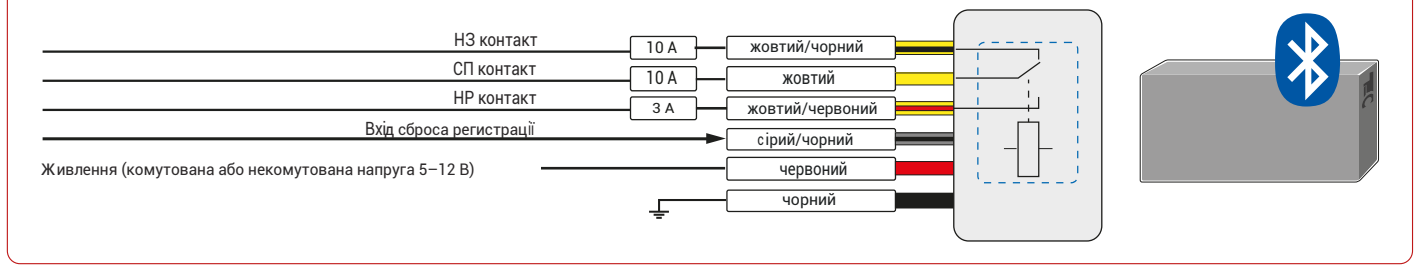 НЗ контакт 10 А жовтий/чорний
СП контакт 10 А жовтий
НР контакт 3 А жовтий/червоний
Вхід сброса регистрації сірий/чорний
Живлення (комутована або некомутована напруга 5–12 В) червоний
чорний